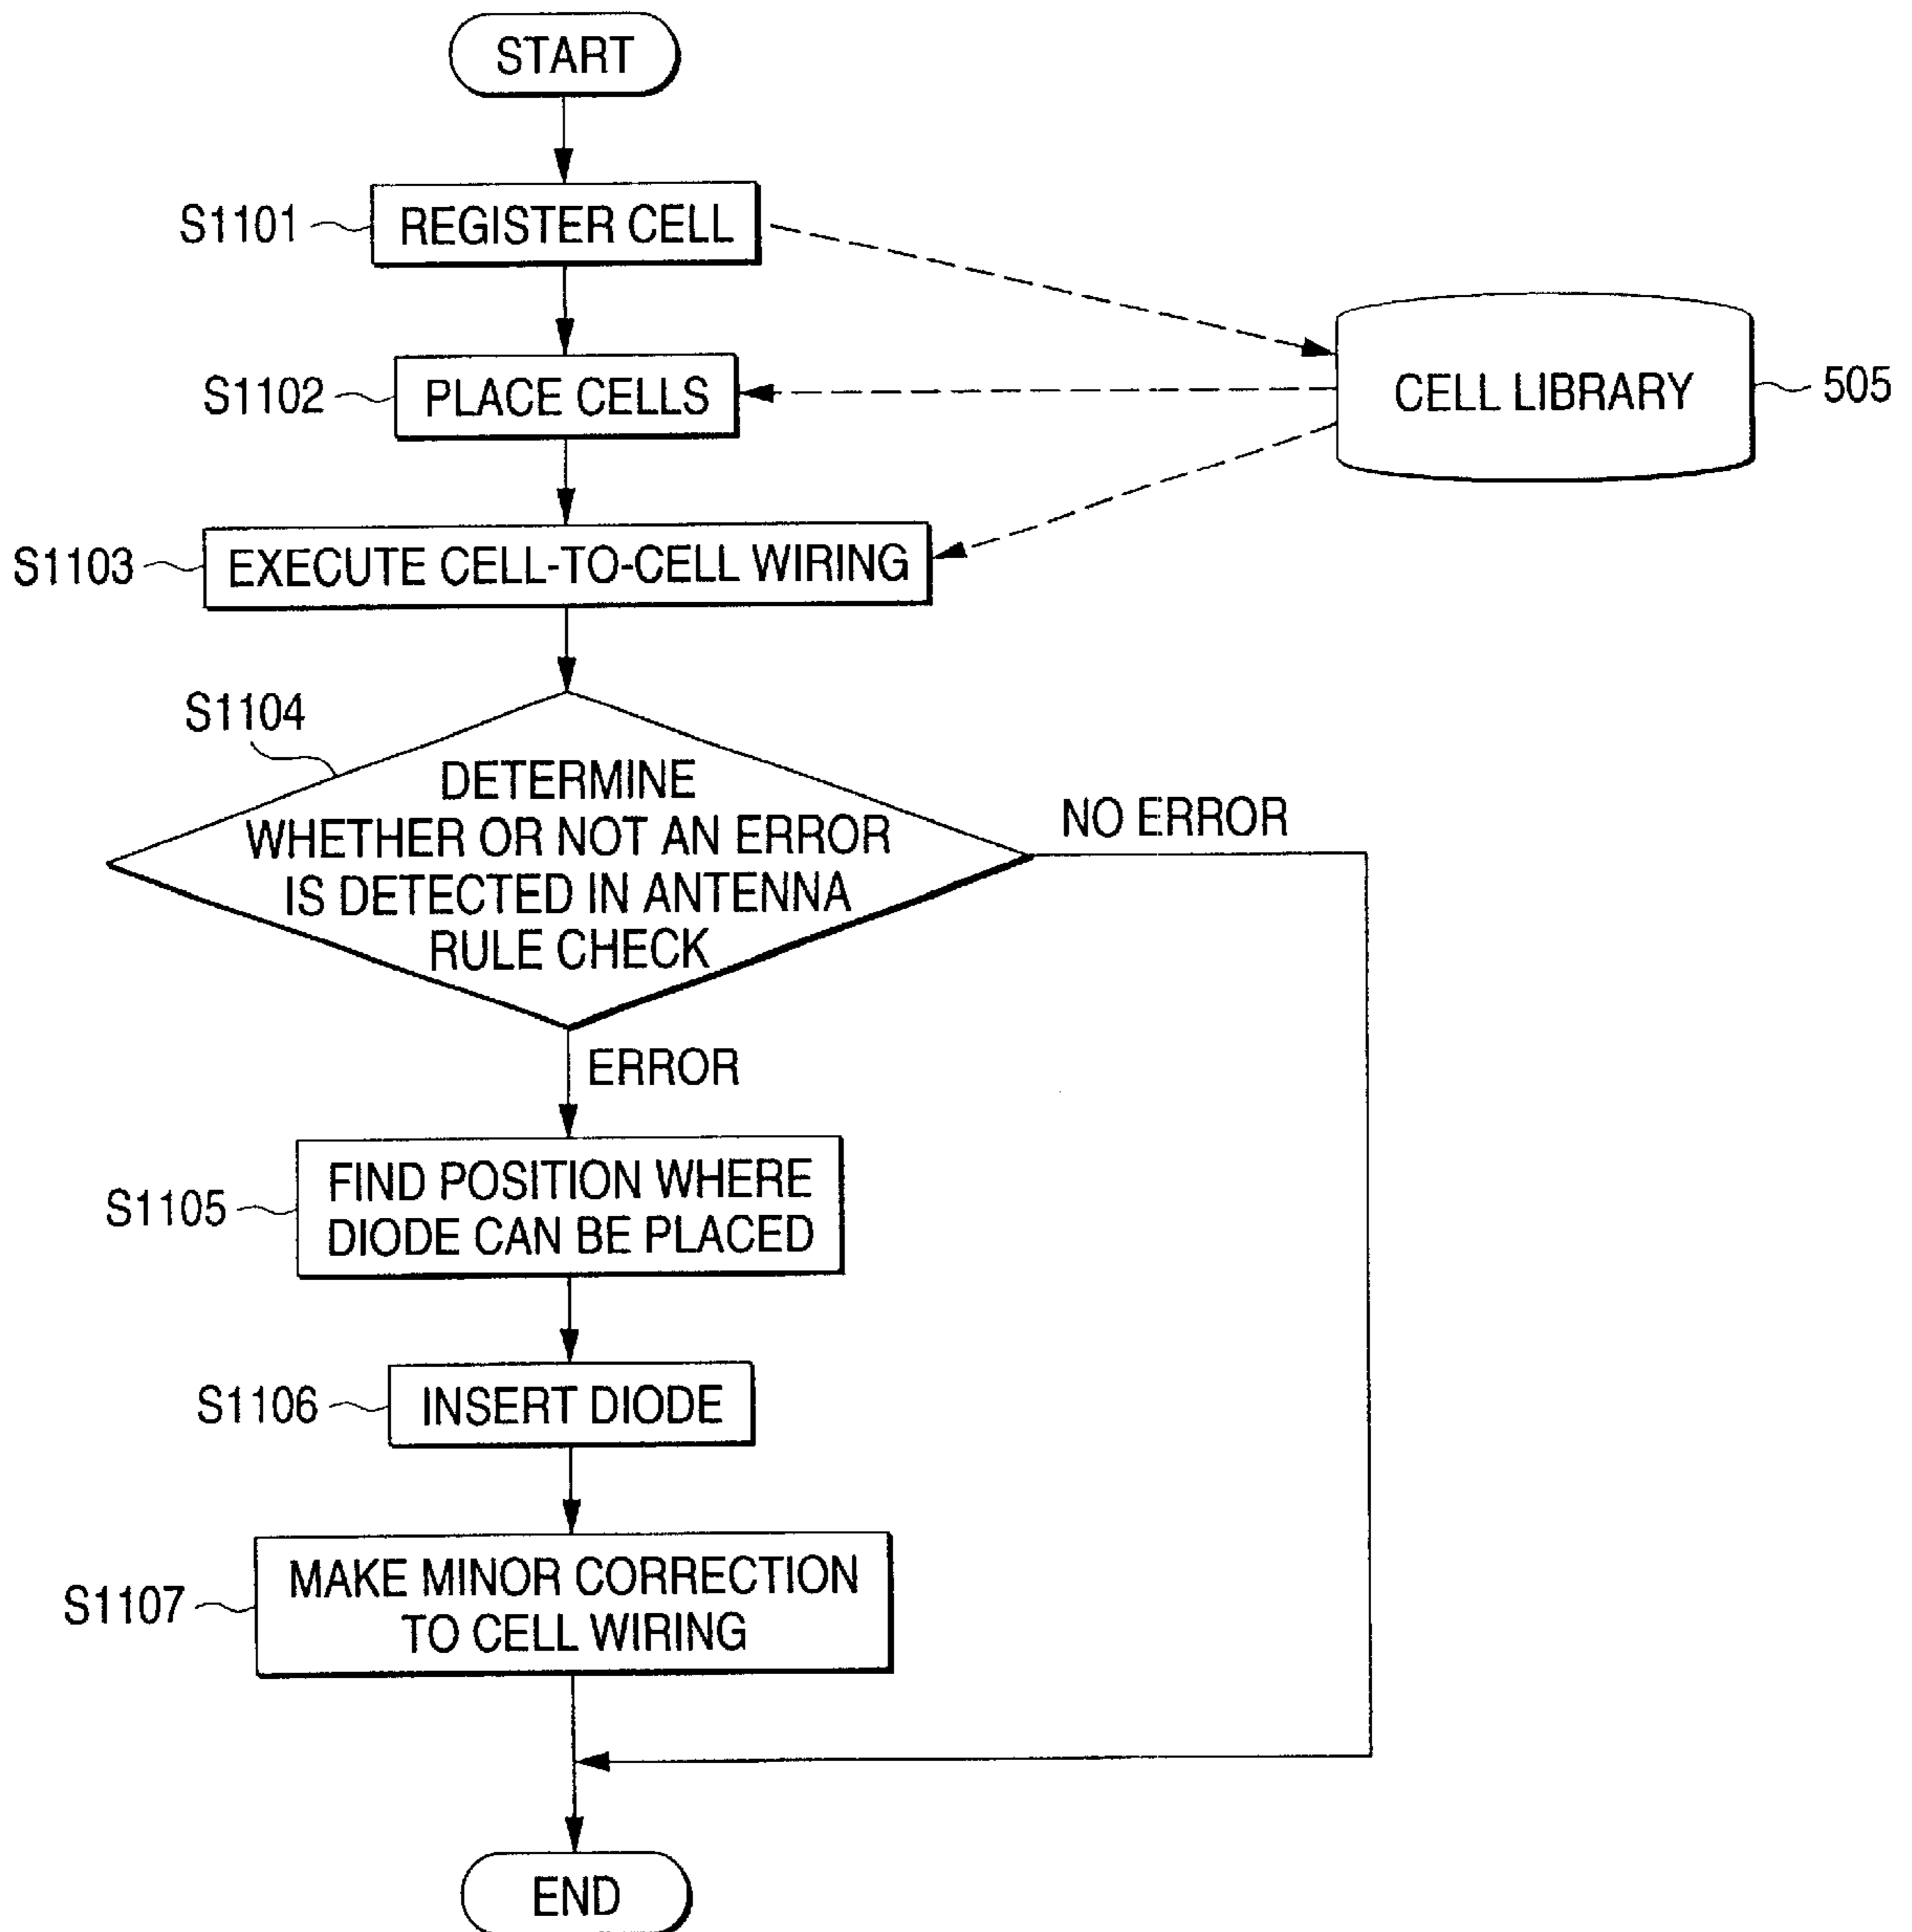 START
S1101
REGISTER CELL
S1102
PLACE CELLS
CELL LIBRARY
505
S1103
EXECUTE CELL-TO-CELL WIRING
S1104
DETERMINE
WHETHER OR NOT AN ERROR
IS DETECTED IN ANTENNA
RULE CHECK
NO ERROR
ERROR
S1105
FIND POSITION WHERE
DIODE CAN BE PLACED
S1106
INSERT DIODE
S1107
MAKE MINOR CORRECTION
TO CELL WIRING
END